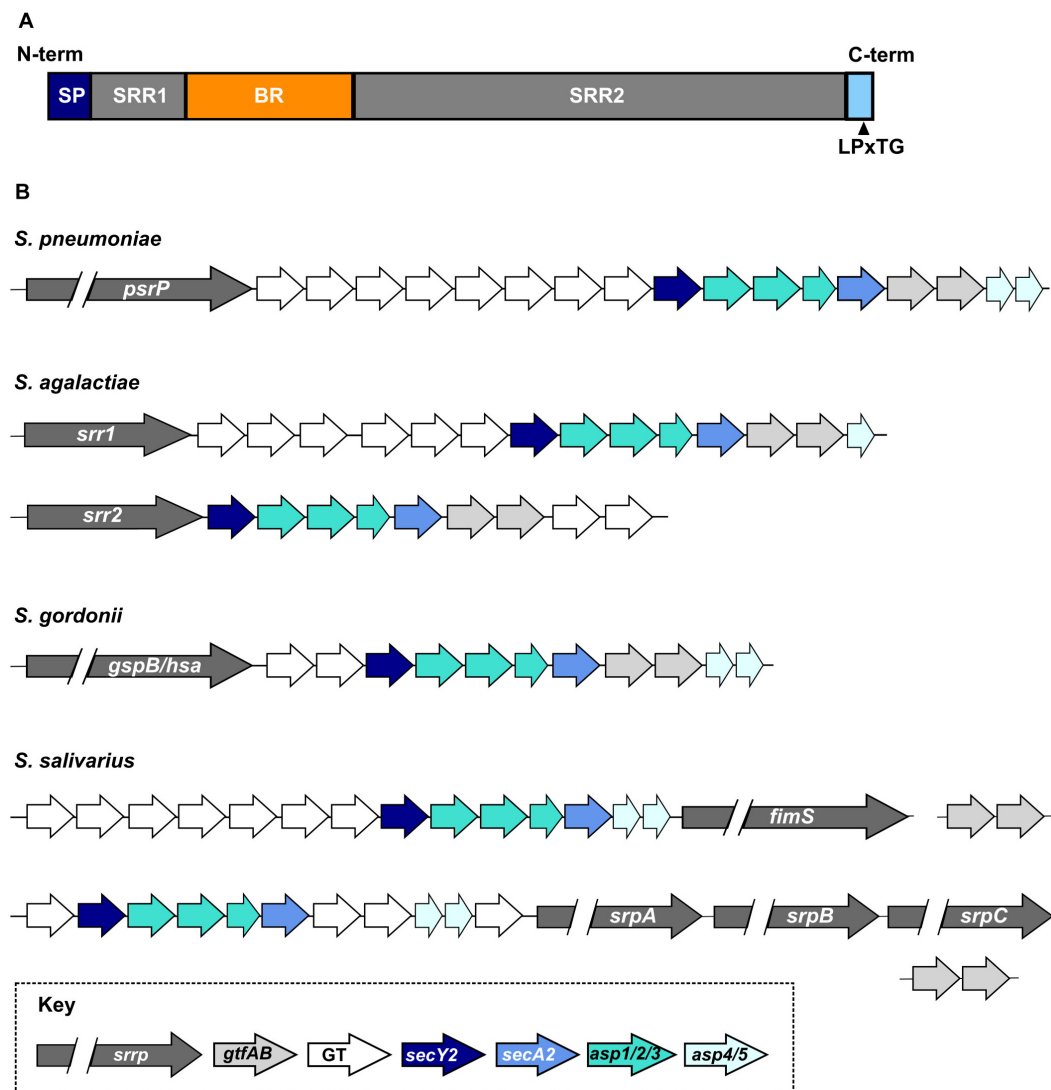 A
N-term C-term
SP SRR1 BR SRR2
LPxTG
B
S. pneumoniae
psrP
S. agalactiae
srr1
srr2
S. gordonii
gspB/hsa
S. salivarius
fimS
srpA srpB srpC
Key
srrp gtfAB GT secY2 secA2 asp1/2/3 asp4/5